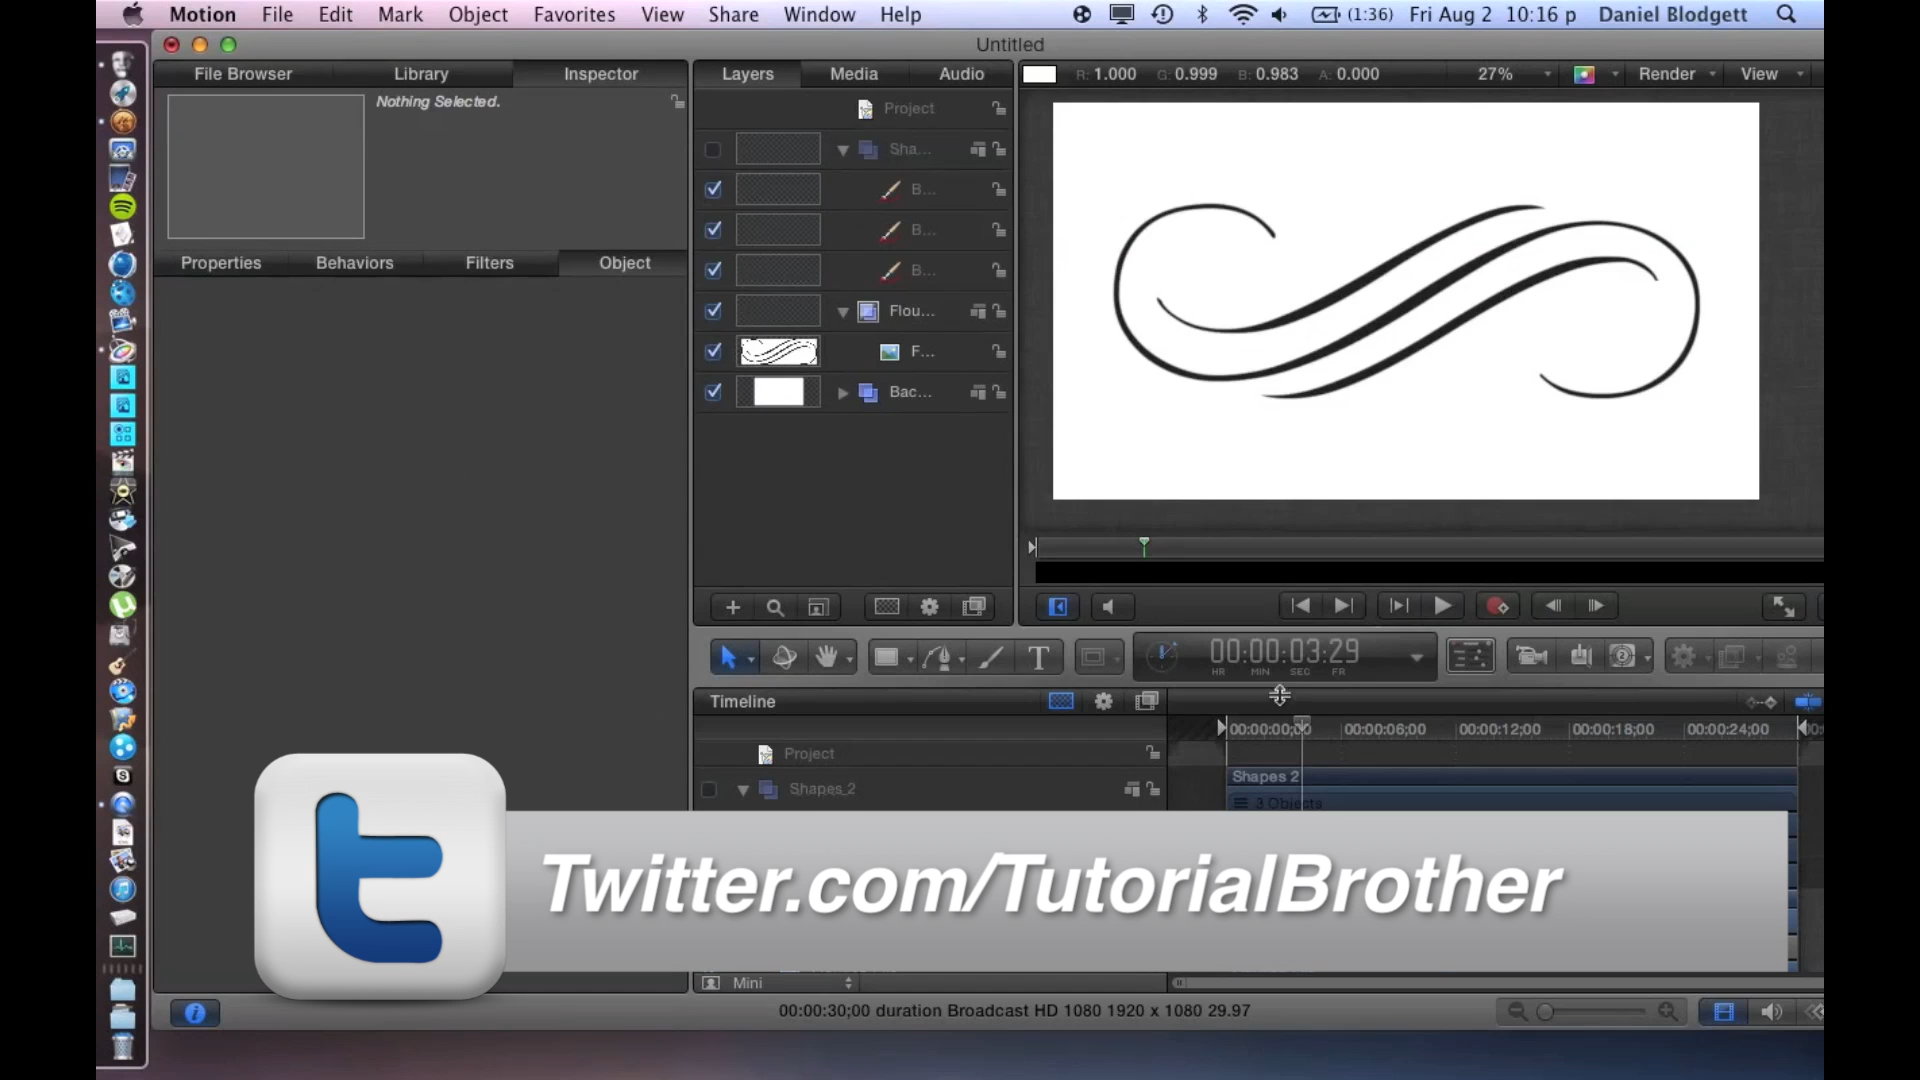 Motion File Edit Mark Object Favorites View Share Window Help (1:36) Fri Aug 2 10:16 p Daniel Blodgett
Untitled
File Browser Library Inspector
Nothing Selected.
Properties Behaviors Filters Object
Layers Media Audio
Project
Sha...
B...
B...
B...
Flou...
F...
Bac...
R: 1.000 G: 0.999 B: 0.983 A: 0.000 27% Render View
T 00:00:03:29
HR MIN SEC FR
Timeline
00:00:00;00 00:00:06;00 00:00:12;00 00:00:18;00 00:00:24;00
Project
Shapes_2
Shapes 2
3 Objects
t Twitter.com/TutorialBrother
Mini
00:00:30;00 duration Broadcast HD 1080 1920 x 1080 29.97